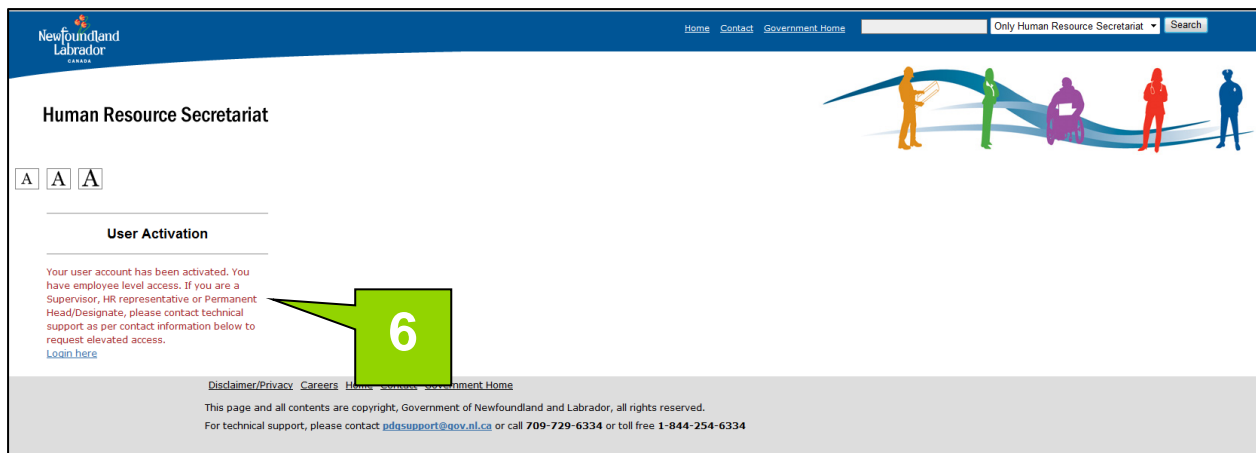 Newfoundland
Labrador
CANADA
Home Contact Government Home
Only Human Resource Secretariat
Search
Human Resource Secretariat
A A A
User Activation
Your user account has been activated. You
have employee level access. If you are a
Supervisor, HR representative or Permanent
Head/Designate, please contact technical
support as per contact information below to
request elevated access.
Login here
6
Disclaimer/Privacy Careers Home Contact Government Home
This page and all contents are copyright, Government of Newfoundland and Labrador, all rights reserved.
For technical support, please contact pdqsupport@gov.nl.ca or call 709-729-6334 or toll free 1-844-254-6334